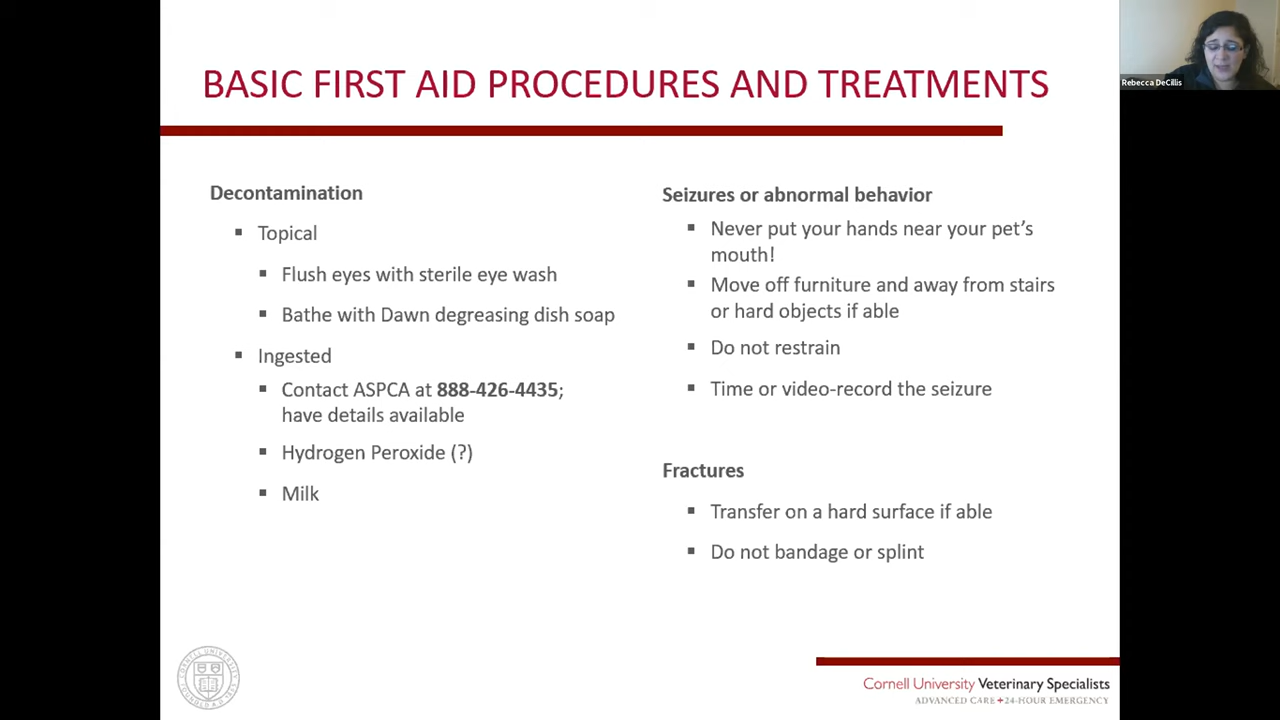 BASIC FIRST AID PROCEDURES AND TREATMENTS
Rebecca DeCillis
Decontamination
▪ Topical
▪ Flush eyes with sterile eye wash
▪ Bathe with Dawn degreasing dish soap
▪ Ingested
▪ Contact ASPCA at 888-426-4435;
have details available
▪ Hydrogen Peroxide (?)
▪ Milk
Seizures or abnormal behavior
▪ Never put your hands near your pet’s
mouth!
▪ Move off furniture and away from stairs
or hard objects if able
▪ Do not restrain
▪ Time or video-record the seizure
Fractures
▪ Transfer on a hard surface if able
▪ Do not bandage or splint
Cornell University Veterinary Specialists
ADVANCED CARE+24-HOUR EMERGENCY